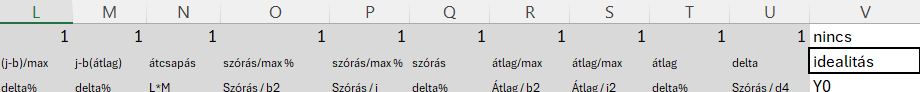 L M N O P Q R S T U V
1 1 1 1 1 1 1 1 1 1 nincs
(j-b)/max j-b(átlag) átcsapás szórás/max % szórás/max % szórás átlag/max átlag/max átlag delta idealitás
delta% delta% L*M Szórás / b2 Szórás / i delta% Átlag / b2 Átlag / i2 delta% Szórás / d4 Y0